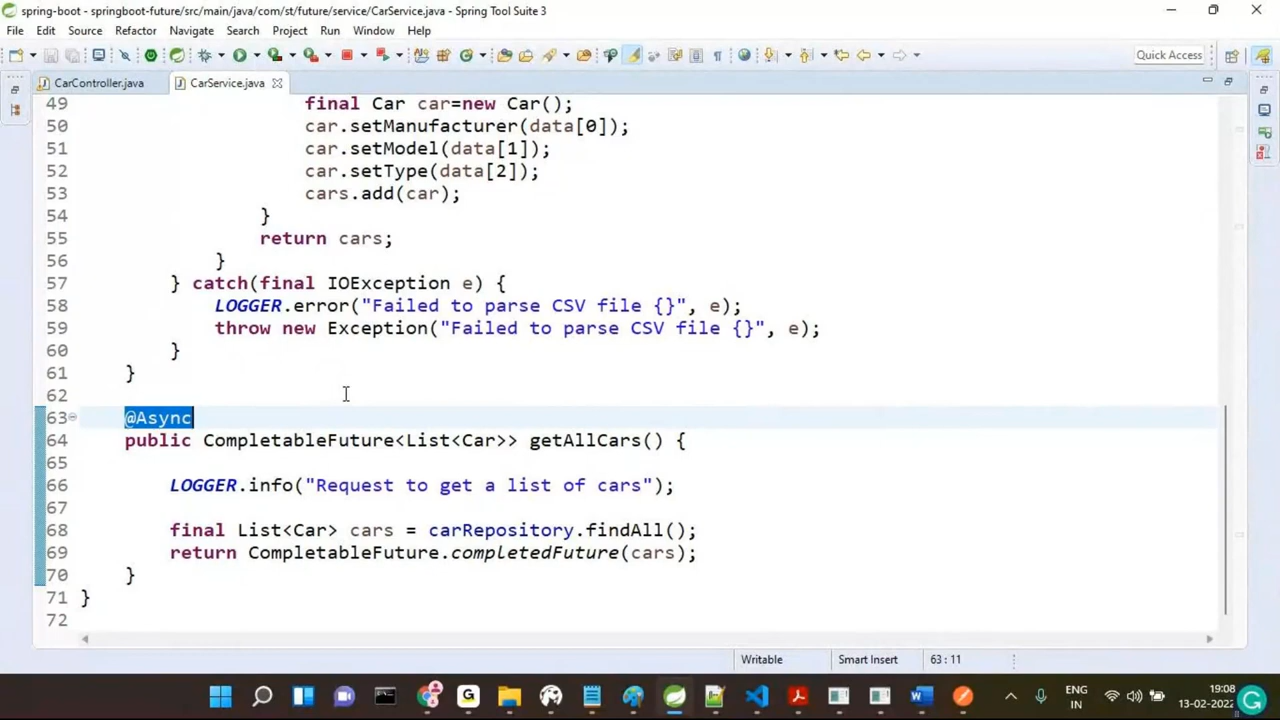 spring-boot - springboot-future/src/main/java/com/st/future/service/CarService.java - Spring Tool Suite 3
File Edit Source Refactor Navigate Search Project Run Window Help
Quick Access
CarController.java CarService.java
49 final Car car=new Car();
50 car.setManufacturer(data[0]);
51 car.setModel(data[1]);
52 car.setType(data[2]);
53 cars.add(car);
54 }
55 return cars;
56 }
57 } catch(final IOException e) {
58 LOGGER.error("Failed to parse CSV file {}", e);
59 throw new Exception("Failed to parse CSV file {}", e);
60 }
61 }
62
63 @Async
64 public CompletableFuture<List<Car>> getAllCars() {
65
66 LOGGER.info("Request to get a list of cars");
67
68 final List<Car> cars = carRepository.findAll();
69 return CompletableFuture.completedFuture(cars);
70 }
71 }
72
Writable Smart Insert 63 : 11
ENG 19:08
IN 13-02-2022